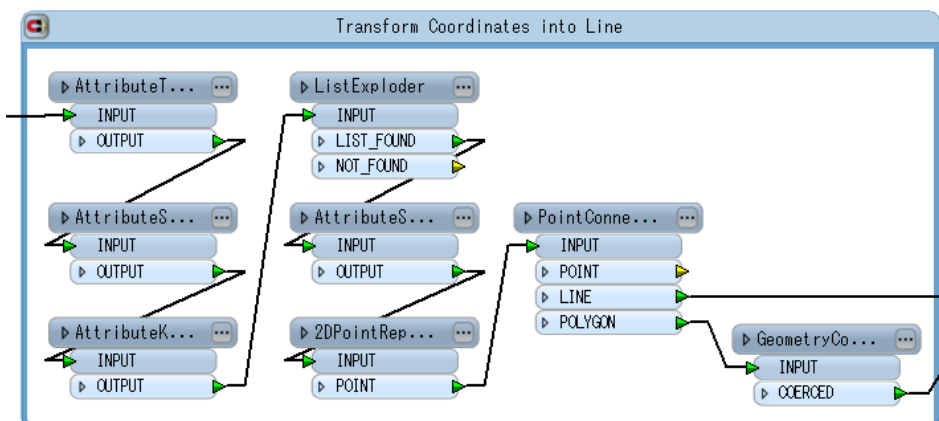 Transform Coordinates into Line
AttributeT...
INPUT
OUTPUT
AttributeS...
INPUT
OUTPUT
AttributeK...
INPUT
OUTPUT
ListExploder
INPUT
LIST_FOUND
NOT_FOUND
AttributeS...
INPUT
OUTPUT
2DPointRep...
INPUT
POINT
PointConne...
INPUT
POINT
LINE
POLYGON
GeometryCo...
INPUT
COERCED